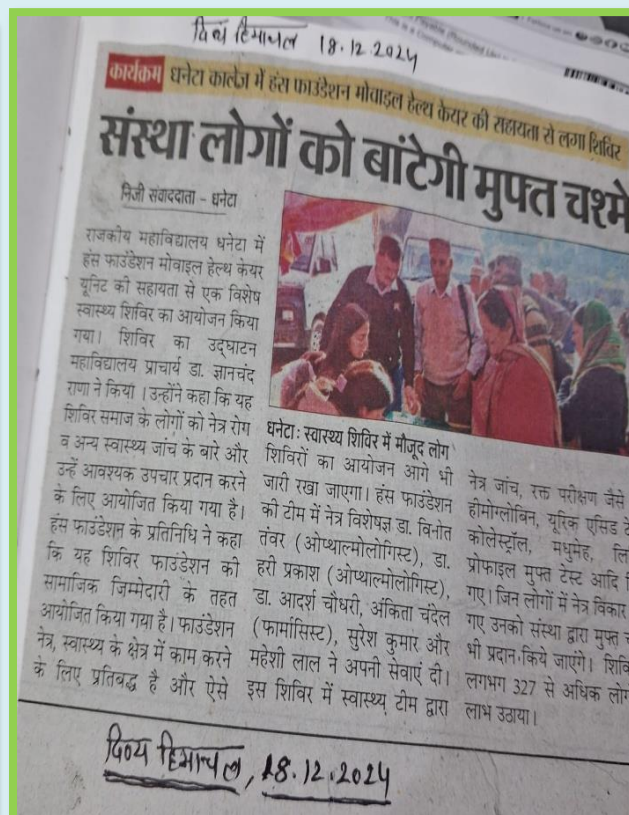 दिव्य हिमाचल 18.12.2024
कार्यक्रम धनेटा कालेज में हंस फाउंडेशन मोबाइल हेल्थ केयर की सहायता से लगा शिविर
संस्था लोगों को बांटेगी मुफ्त चश्मे
निजी संवाददाता - धनेटा
राजकीय महाविद्यालय धनेटा में
हंस फाउंडेशन मोवाइल हेल्थ केयर
यूनिट की सहायता से एक विशेष
स्वास्थ्य शिविर का आयोजन किया
गया। शिविर का उद्घाटन
महाविद्यालय प्राचार्य डा. ज्ञानचंद
राणा ने किया। उन्होंने कहा कि यह
शिविर समाज के लोगों को नेत्र रोग
व अन्य स्वास्थ्य जांच के बारे और
उन्हें आवश्यक उपचार प्रदान करने
के लिए आयोजित किया गया है।
हंस फाउंडेशन के प्रतिनिधि ने कहा
कि यह शिविर फाउंडेशन की
सामाजिक जिम्मेदारी के तहत
आयोजित किया गया है। फाउंडेशन
नेत्र, स्वास्थ्य के क्षेत्र में काम करने
के लिए प्रतिबद्ध है और ऐसे
धनेटा: स्वास्थ्य शिविर में मौजूद लोग
शिविरों का आयोजन आगे भी
जारी रखा जाएगा। हंस फाउंडेशन
की टीम में नेत्र विशेषज्ञ डा. विनोत
तंवर (ओप्थाल्मोलोगिस्ट), डा.
हरी प्रकाश (ओप्थाल्मोलोगिस्ट),
डा. आदर्श चौधरी, अंकिता चंदेल
(फार्मासिस्ट), सुरेश कुमार और
महेशी लाल ने अपनी सेवाएं दी।
इस शिविर में स्वास्थ्य टीम द्वारा
नेत्र जांच, रक्त परीक्षण जैसे
हीमोग्लोबिन, यूरिक एसिड
कोलेस्ट्रॉल, मधुमेह,
प्रोफाइल मुफ्त टेस्ट आदि
गए। जिन लोगों में नेत्र विकार
गए उनको संस्था द्वारा मुफ्त
भी प्रदान किये जाएंगे।
लगभग 327 से अधिक
लाभ उठाया।
दिव्य हिमाचल, 18.12.2024